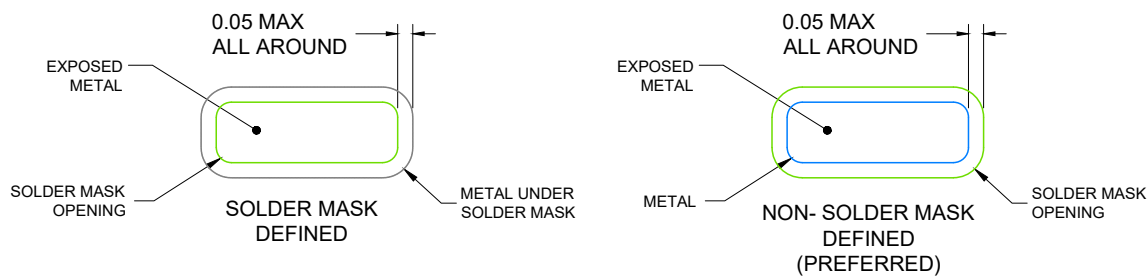 0.05 MAX
ALL AROUND
EXPOSED
METAL
SOLDER MASK
OPENING
METAL UNDER
SOLDER MASK
SOLDER MASK
DEFINED
0.05 MAX
ALL AROUND
EXPOSED
METAL
METAL
SOLDER MASK
OPENING
NON- SOLDER MASK
DEFINED
(PREFERRED)